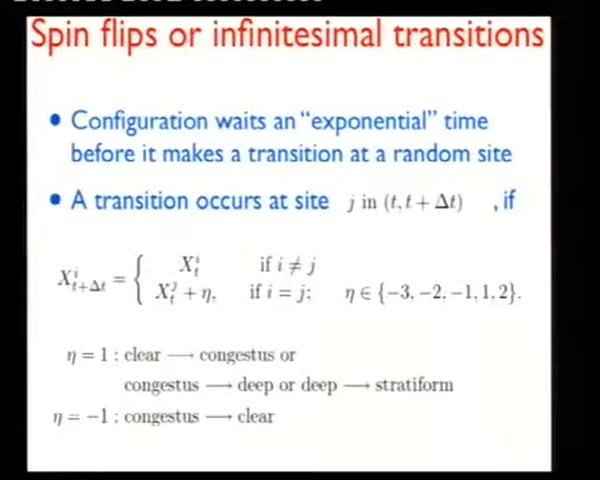 Spin flips or infinitesimal transitions
• Configuration waits an “exponential” time
before it makes a transition at a random site
• A transition occurs at site j in (t, t + Δt) , if
X^i_{t+Δt} = { X^i_t if i ≠ j
X^j_t + η, if i = j; η ∈ {−3, −2, −1, 1, 2}.
η = 1 : clear ⟶ congestus or
congestus ⟶ deep or deep ⟶ stratiform
η = −1 ; congestus ⟶ clear